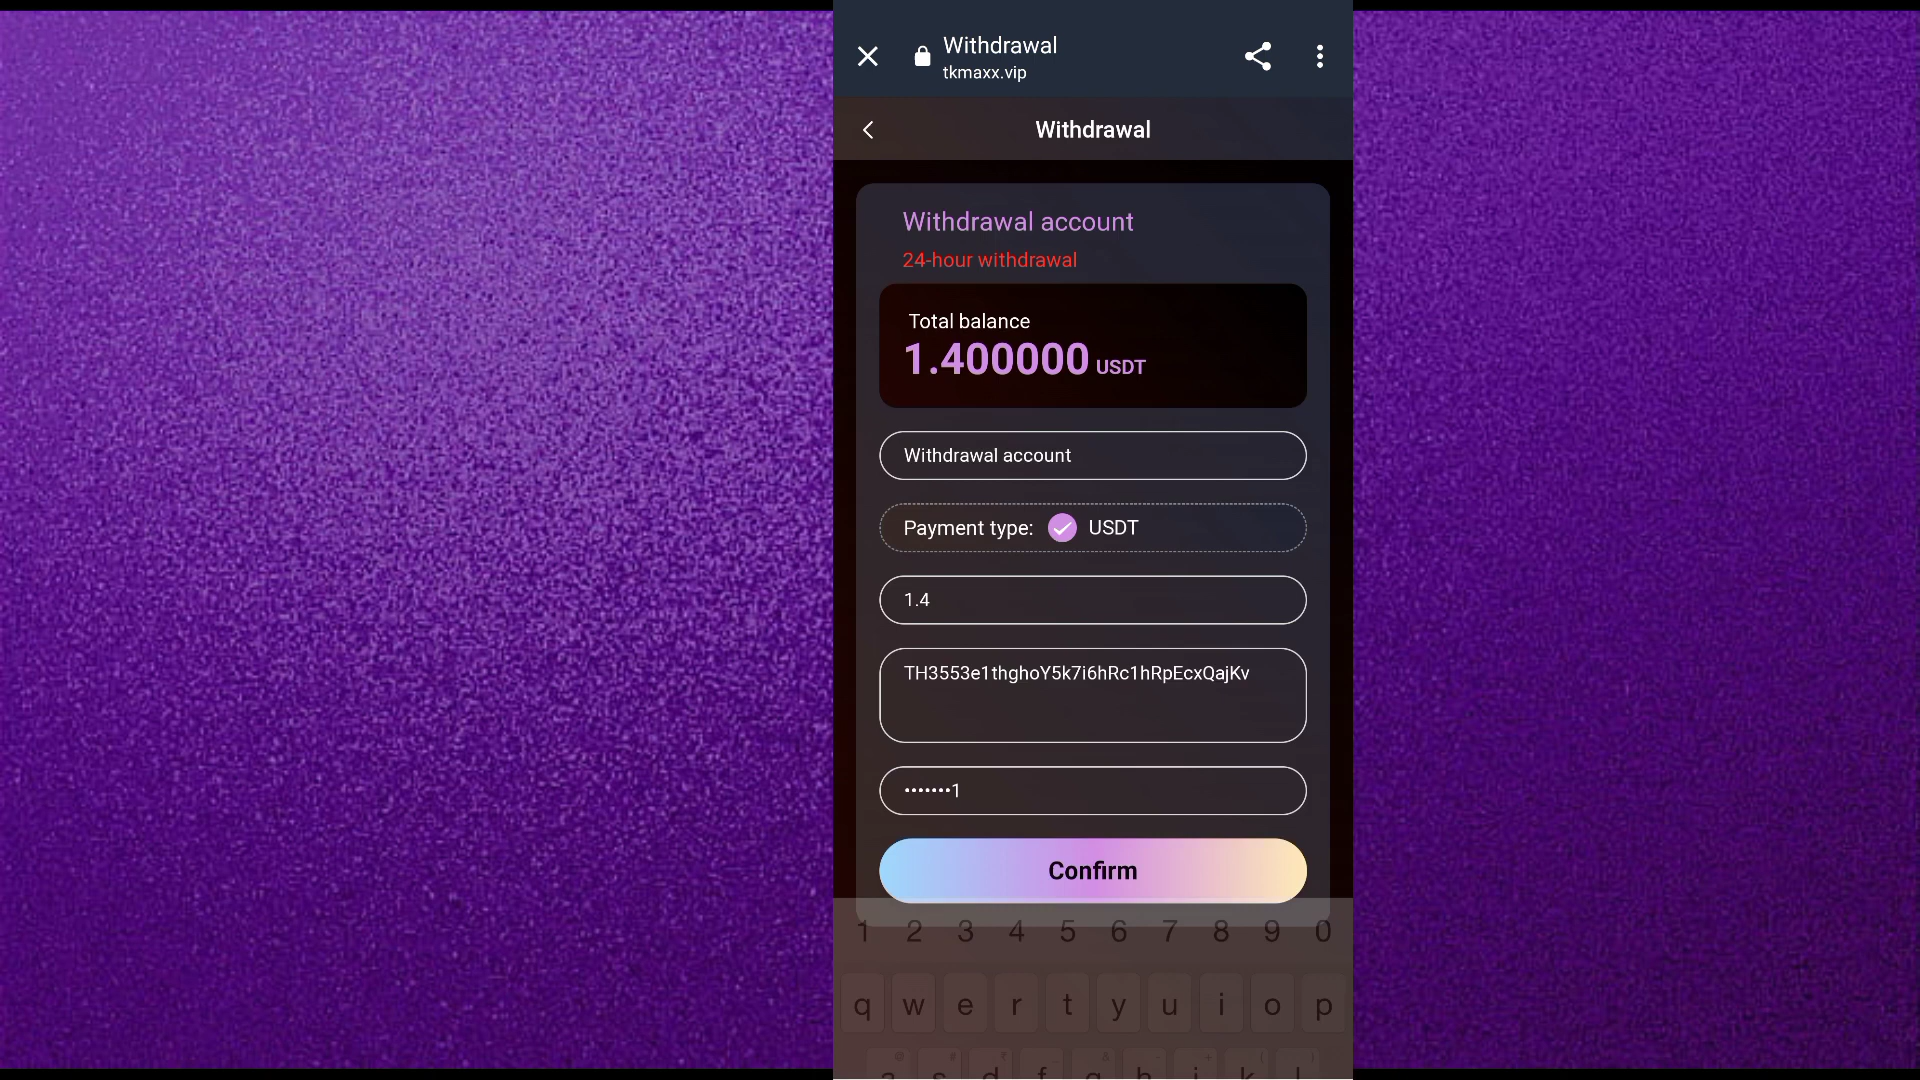 Withdrawal
tkmaxx.vip
Withdrawal
Withdrawal account
24-hour withdrawal
Total balance
1.400000 USDT
Withdrawal account
Payment type: USDT
1.4
TH3553e1thghoY5k7i6hRc1hRpEcxQajKv
•••••••1
Confirm
1 2 3 4 5 6 7 8 9 0
q w e r t y u i o p
a s d f g h j k l